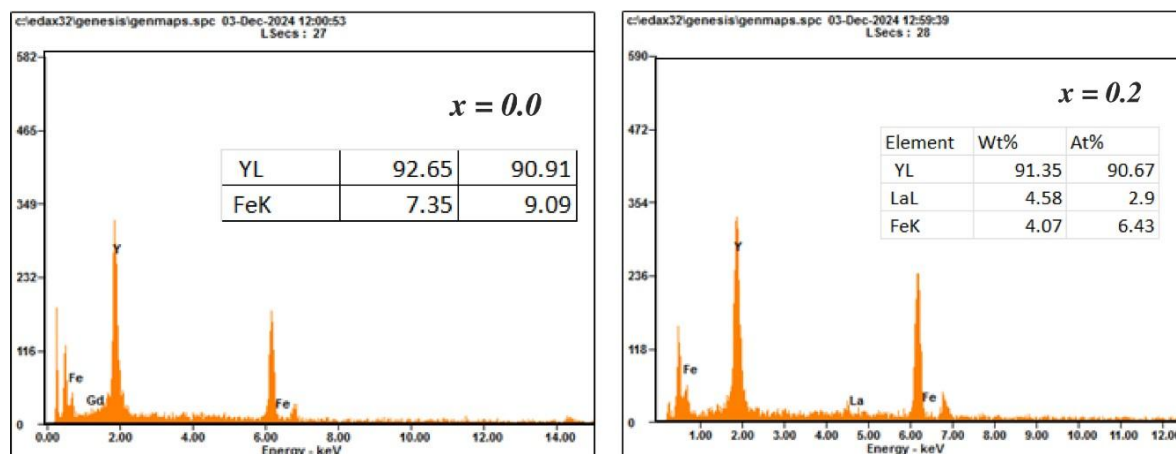 c:\edax32\genesis\genmaps.spc 03-Dec-2024 12:00:53
LSecs : 27
582
465
349
232
116
0
x = 0.0
YL 92.65 90.91
FeK 7.35 9.09
Y
Fe
Gd
Fe
0.00 2.00 4.00 6.00 8.00 10.00 12.00 14.00
Energy - keV
c:\edax32\genesis\genmaps.spc 03-Dec-2024 12:59:39
LSecs : 28
590
472
354
236
118
0
x = 0.2
Element Wt% At%
YL 91.35 90.67
LaL 4.58 2.9
FeK 4.07 6.43
Y
Fe
La
Fe
1.00 2.00 3.00 4.00 5.00 6.00 7.00 8.00 9.00 10.00 11.00 12.0
Energy - keV